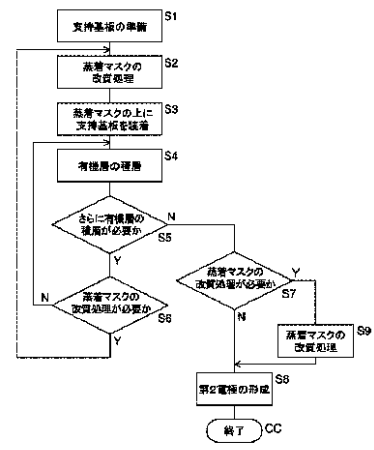 支持基板の準備
S1
蒸着マスクの
改質処理
S2
蒸着マスクの上に
支持基板を装着
S3
有機層の積層
S4
さらに有機層の
積層が必要か
S5
N
Y
蒸着マスクの
改質処理が必要か
S6
N
Y
蒸着マスクの
改質処理が必要か
S7
Y
N
蒸着マスクの
改質処理
S9
第2電極の形成
S8
終了
CC